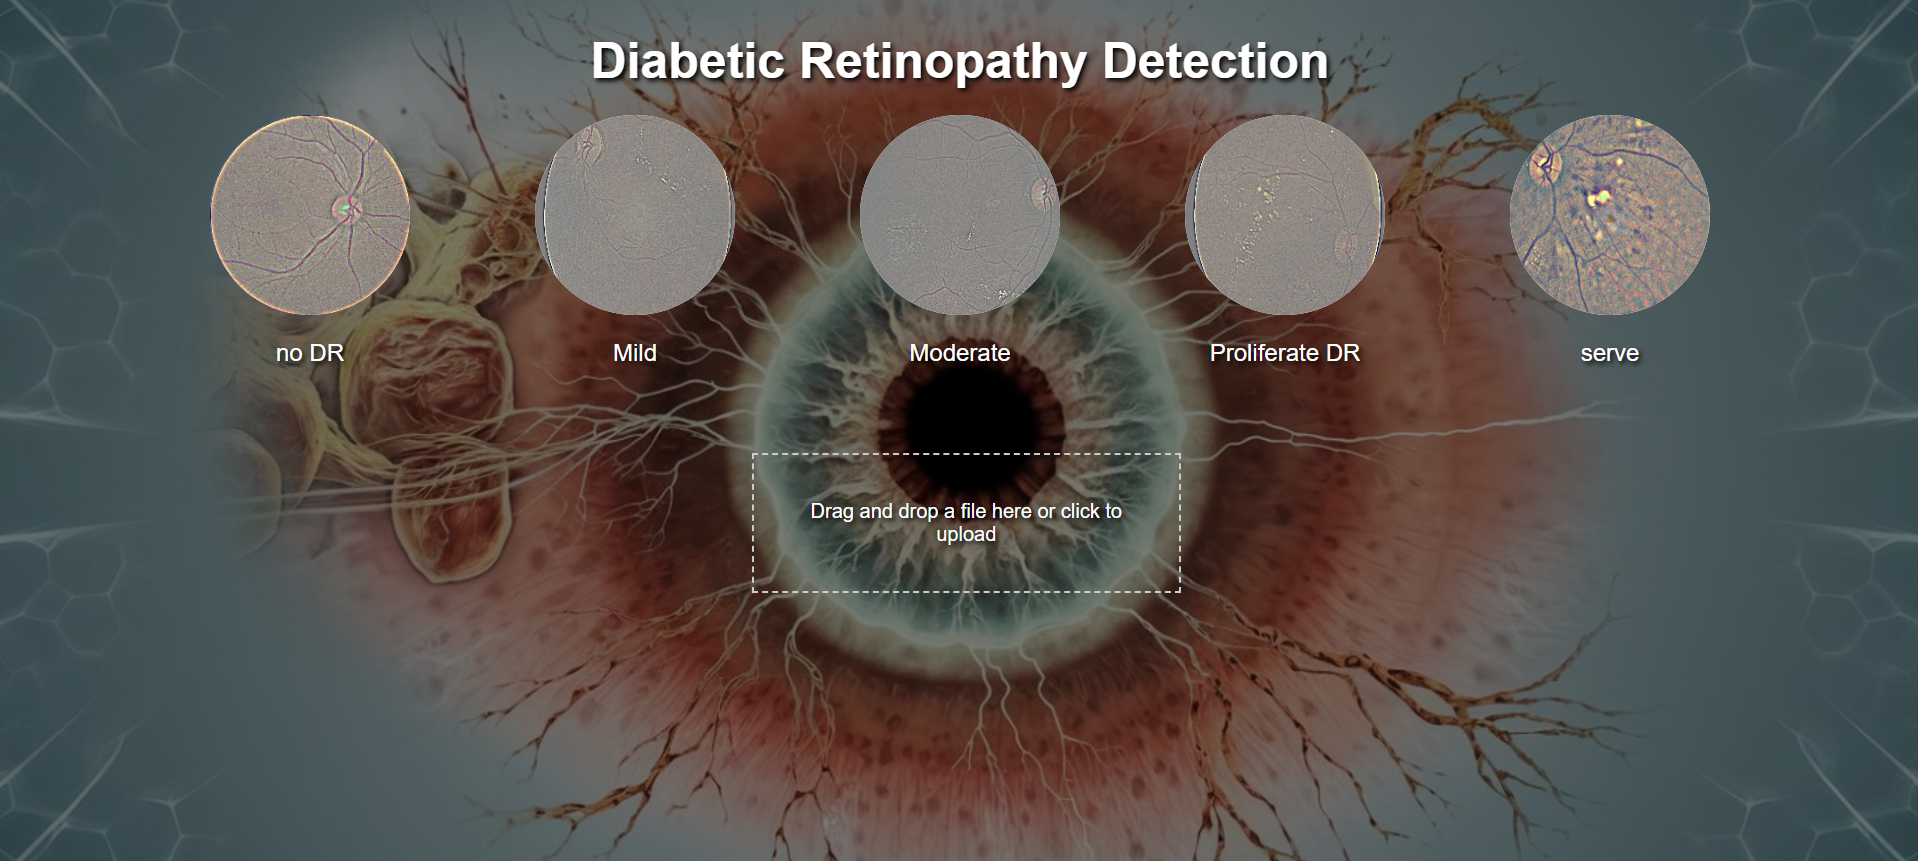 Diabetic Retinopathy Detection
no DR
Mild
Moderate
Proliferate DR
serve
Drag and drop a file here or click to
upload